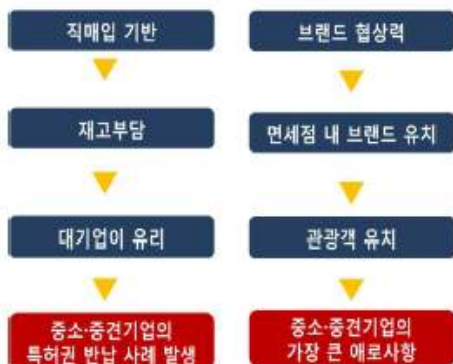 직매입 기반
재고부담
대기업이 유리
중소·중견기업의
특허권 반납 사례 발생
브랜드 협상력
면세점 내 브랜드 유치
관광객 유치
중소·중견기업의
가장 큰 애로사항